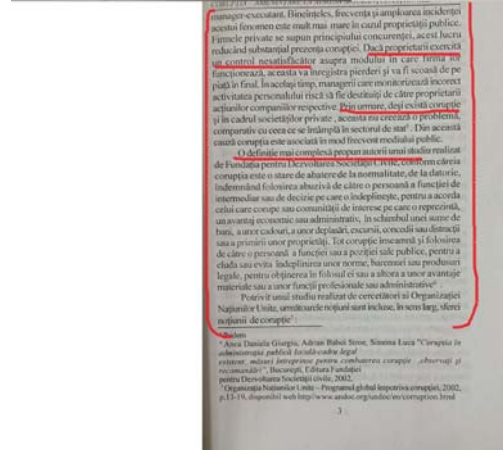 manager-executant. Bineînţeles, frecvenţa şi amploarea incidenţei
acestui fenomen este mult mai mare în cazul proprietăţii publice.
Firmele private se supun principiului concurenţei, acest lucru
reducând substanţial prezenţa corupţiei. Dacă proprietarii exercită
un control nesatisfăcător asupra modului în care firma lor
funcţionează, aceasta va înregistra pierderi şi va fi scoasă de pe
piaţă în final. În acelaşi timp, managerii care monitorizează incorect
activitatea personalului riscă să fie destituiţi de către proprietarii
acţiunilor companiilor respective. Prin urmare, deşi există corupţie
şi în cadrul societăţilor private, aceasta nu creează o problemă,
comparativ cu ceea ce se întâmplă în sectorul de stat. Din această
cauză corupţia este asociată în mod frecvent mediului public.
O definiţie mai complexă propun autorii unui studiu realizat
de Fundaţia pentru Dezvoltarea Societăţii Civile, conform căreia
corupţia este o stare de abatere de la normalitate, de la datorie,
îndemnând folosirea abuzivă de către o persoană a funcţiei de
intermediar sau de decizie pe care o îndeplineşte, pentru a acorda
celui care corupe sau comunităţii de interese pe care o reprezintă,
un avantaj economic sau administrativ, în schimbul unei sume de
bani, a unor cadouri, a unor deplasări, excursii, concedii sau distracţii
sau a primirii unor proprietăţi. Tot corupţie înseamnă şi folosirea
de către o persoană a funcţiei sau a poziţiei sale publice, pentru a
eluda sau evita îndeplinirea unor norme, baremuri sau produsuri
legale, pentru obţinerea în folosul ei sau a altora a unor avantaje
materiale sau a unor funcţii profesionale sau administrative
Potrivit unui studiu realizat de cercetători ai Organizaţiei
Naţiunilor Unite, următoarele noţiuni sunt incluse, în sens larg, sferei
noţiunii de corupţie:
Ibidem
Anca Daniela Giurgiu, Adrian Baboi Stroe, Simona Luca "Corupţia în
administraţia publică locală-cadru legal
existent, măsuri întreprinse pentru combaterea corupţiei, observaţii şi
recomandări", Bucureşti, Editura Fundaţiei
pentru Dezvoltarea Societăţii civile, 2002.
Organizaţia Naţiunilor Unite – Programul global împotriva corupţiei, 2002,
p.13-19, disponibil web http//www.undoc.org/undoc/en/corruption.html
3